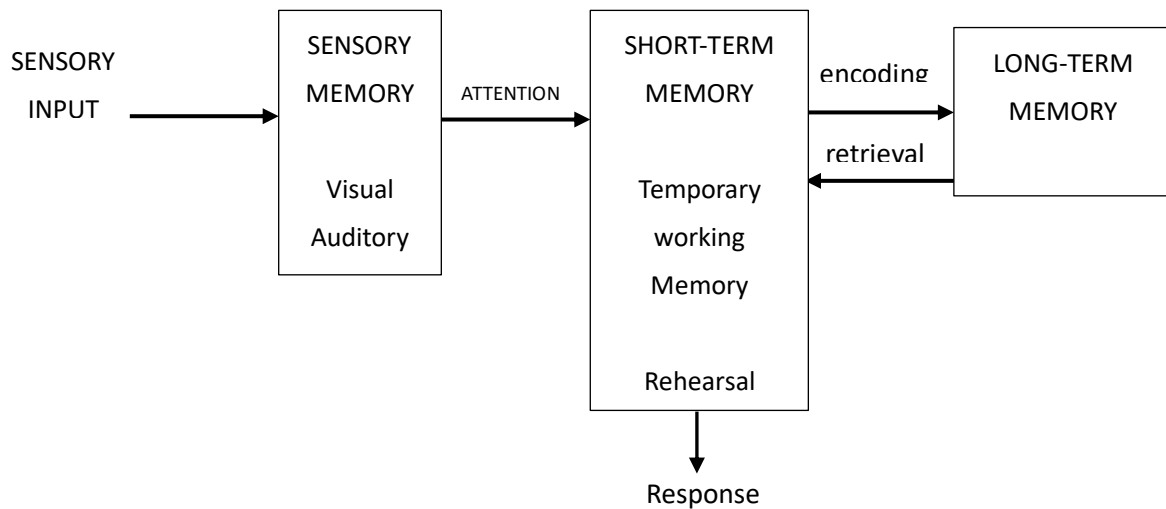 SENSORY
INPUT
SENSORY
MEMORY
Visual
Auditory
ATTENTION
SHORT-TERM
MEMORY
Temporary
working
Memory
Rehearsal
encoding
retrieval
LONG-TERM
MEMORY
Response